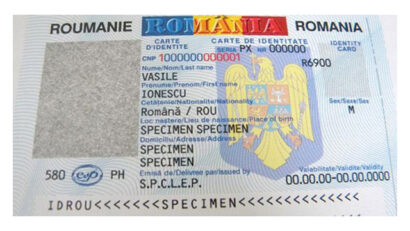 ROUMANIE ROMÂNIA ROMANIA
CARTE D'IDENTITE CARTE DE IDENTITATE IDENTITY CARD
SERIA PX NR 000000
CNP 1000000000001 R6900
Nume/Nom/Last name
VASILE
Prenume/Prenom/First name
IONESCU
Cetăţenie/Nationalite/Nationality Sex/Sexe/Sex
Română / ROU M
Loc naştere/Lieu de naissance/Place of birth
SPECIMEN SPECIMEN
Domiciliu/Adresse/Address
SPECIMEN
SPECIMEN
Emisă de/Delivree par/Issued by Valabilitate/Validite/Validity
580 PH S.P.C.L.E.P. 00.00.00-00.00.0000
IDROU<<<<<<<SPECIMEN<<<<<<<<<<<<